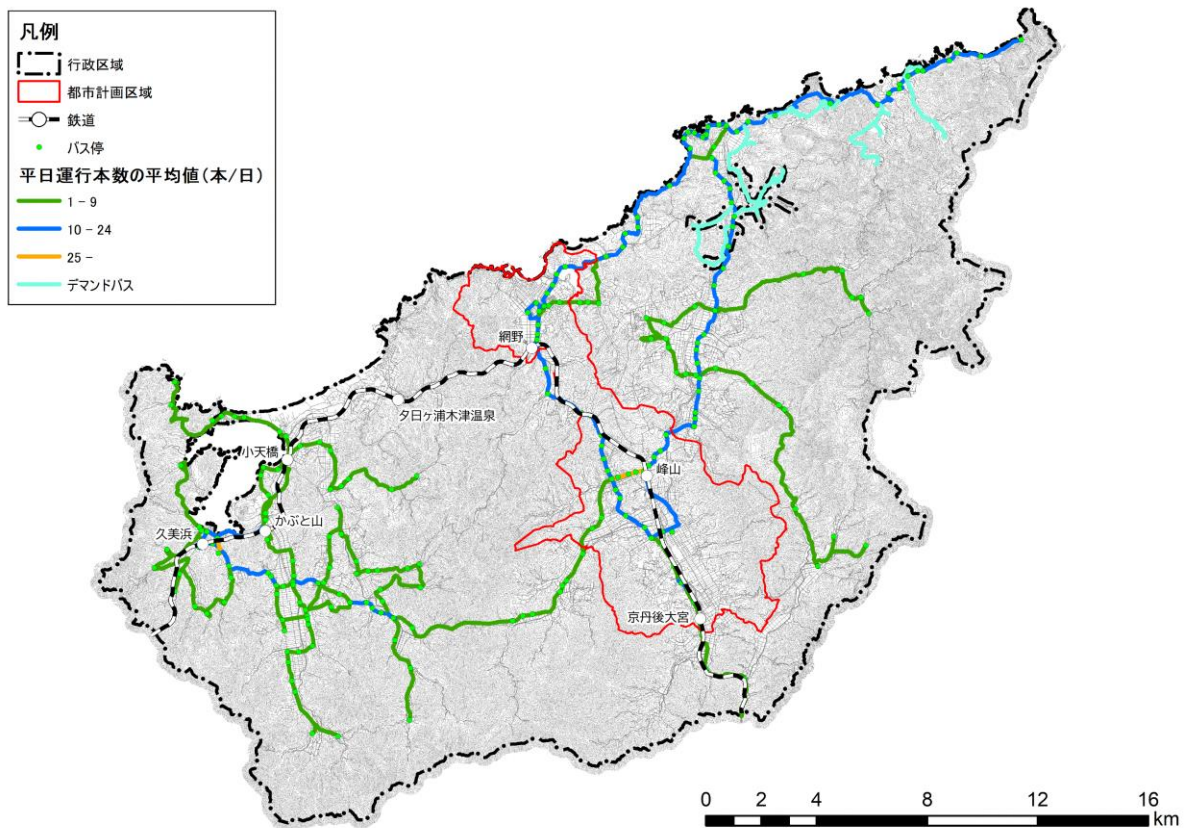 凡例
行政区域
都市計画区域
鉄道
バス停
平日運行本数の平均値(本/日)
1 - 9
10 - 24
25 -
デマンドバス
網野
夕日ヶ浦木津温泉
小天橋
峰山
かぶと山
久美浜
京丹後大宮
0 2 4 8 12 16
km